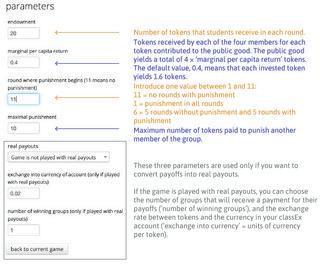 parameters
endowment
20
Number of tokens that students receive in each round.
marginal per capita return
0.4
Tokens received by each of the four members for each
token contributed to the public good. The public good
yields a total of 4 × 'marginal per capita return' tokens.
The default value, 0.4, means that each invested token
yields 1.6 tokens.
round where punishment begins (11 means no
punishment)
11
Introduce one value between 1 and 11:
11 = no rounds with punishment
1 = punishment in all rounds
6 = 5 rounds without punishment and 5 rounds with
punishment
maximal punishment
10
Maximum number of tokens paid to punish another
member of the group.
real payouts
Game is not played with real payouts
exchange into currency of account (only if
played with real payouts)
0.02
number of winning groups (only if played with real
payouts)
1
back to current game
These three parameters are used only if you want to
convert payoffs into real payouts.
If the game is played with real payouts, you can choose
the number of groups that will receive a payment for their
payoffs ('number of winning groups'), and the exchange
rate between tokens and the currency in your classEx
account ('exchange into currency' = units of currency
per token).